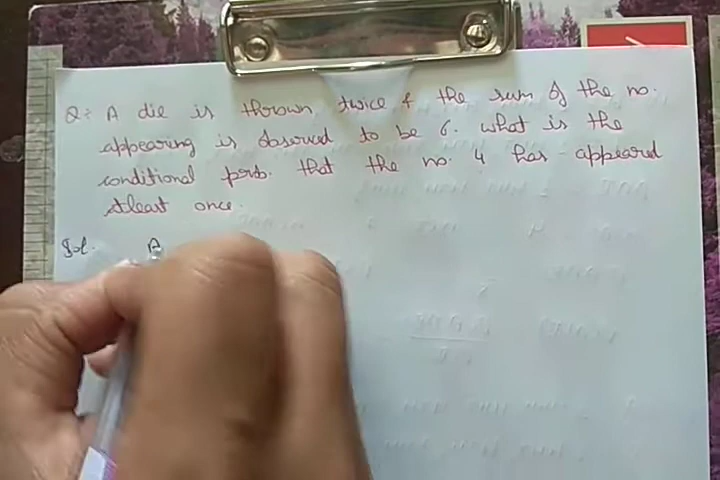 Q: A die is thrown twice & the sum of the no.
appearing is observed to be 6. what is the
conditional prob. that the no. 4 has appeared
atleast once.
Sol. A